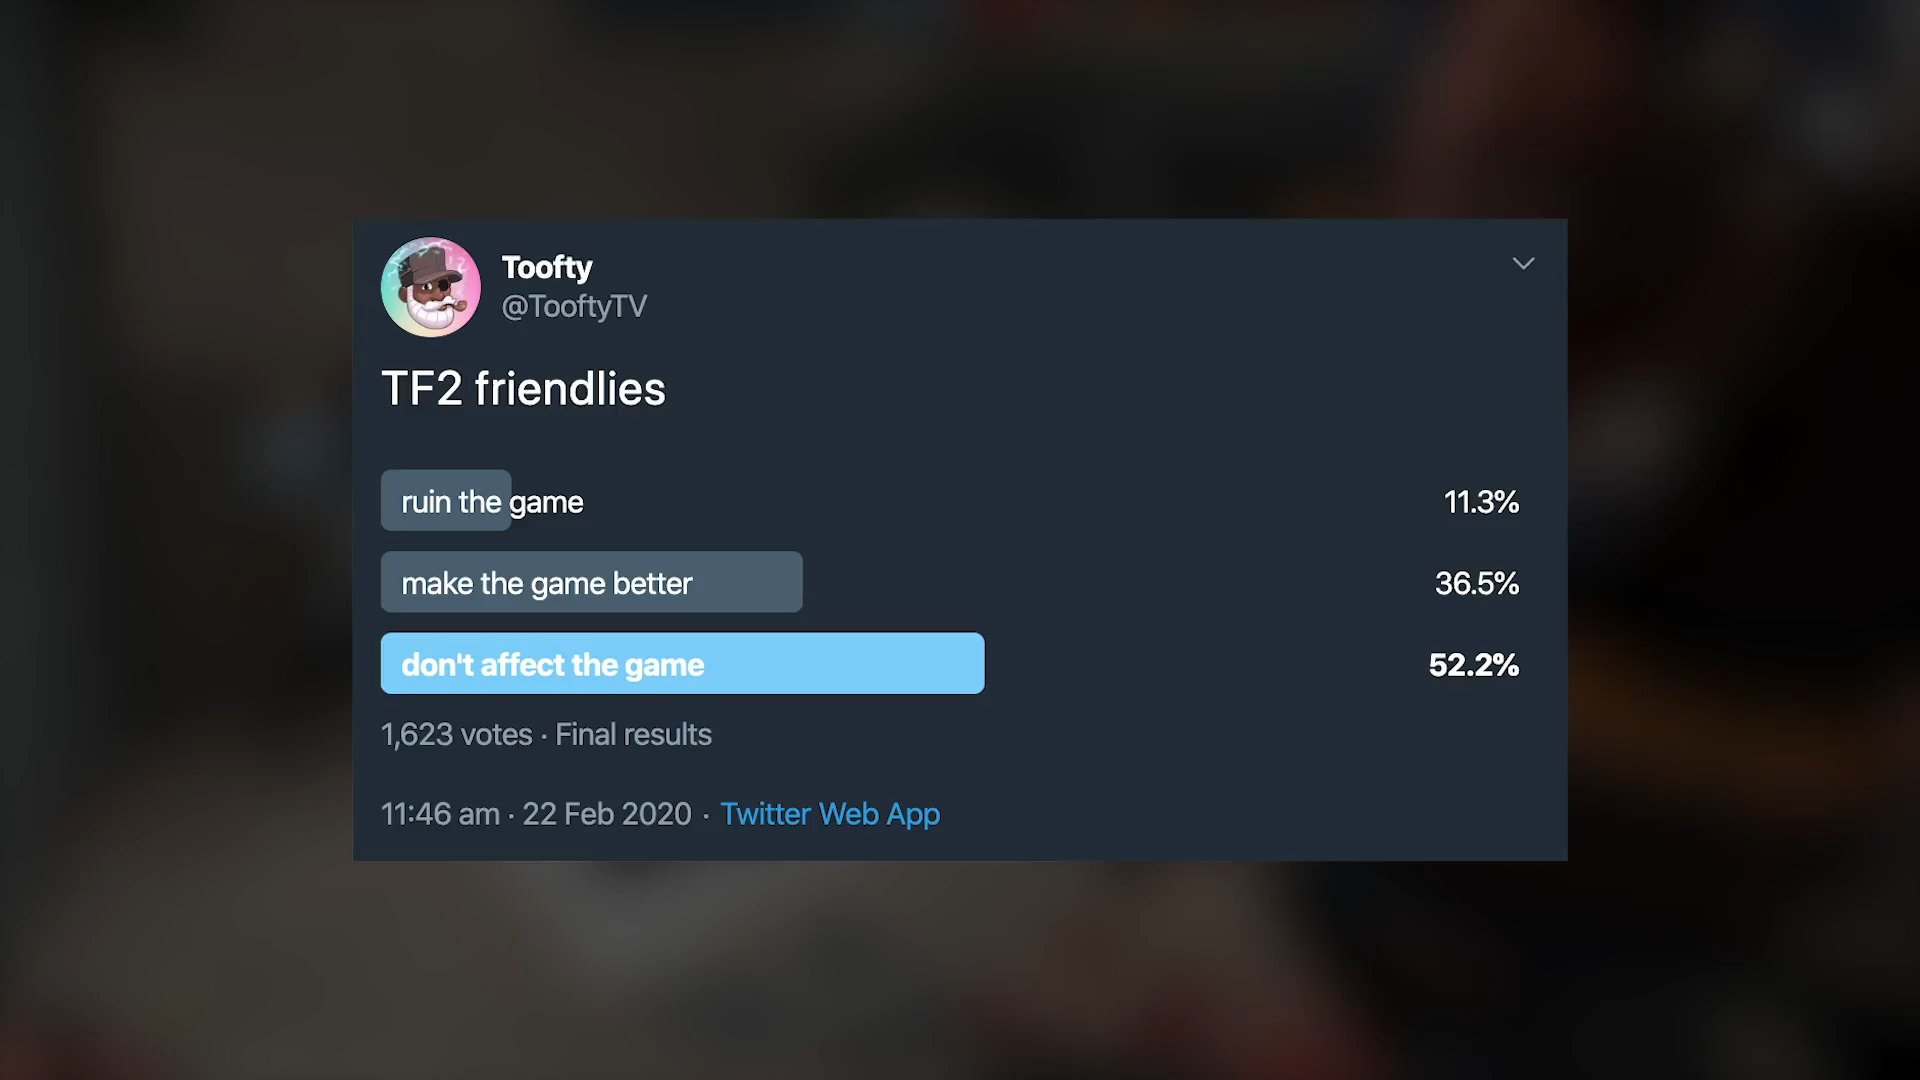 Toofty
@TooftyTV
TF2 friendlies
ruin the game 11.3%
make the game better 36.5%
don't affect the game 52.2%
1,623 votes · Final results
11:46 am · 22 Feb 2020 · Twitter Web App